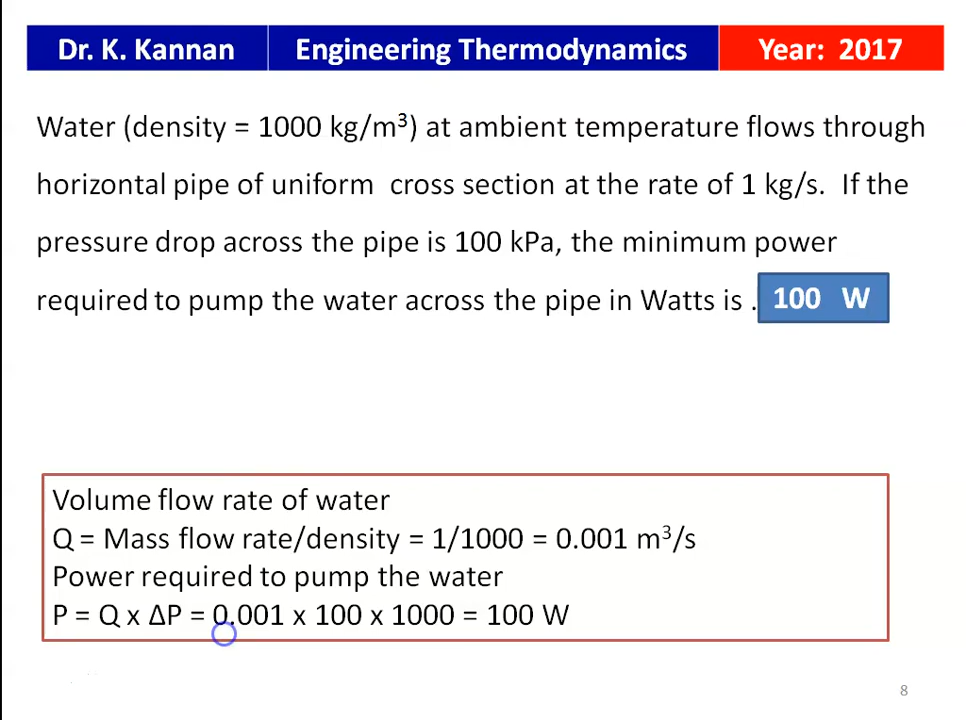 Dr. K. Kannan Engineering Thermodynamics Year: 2017
Water (density = 1000 kg/m³) at ambient temperature flows through
horizontal pipe of uniform cross section at the rate of 1 kg/s. If the
pressure drop across the pipe is 100 kPa, the minimum power
required to pump the water across the pipe in Watts is . 100 W
Volume flow rate of water
Q = Mass flow rate/density = 1/1000 = 0.001 m³/s
Power required to pump the water
P = Q x ΔP = 0.001 x 100 x 1000 = 100 W
8